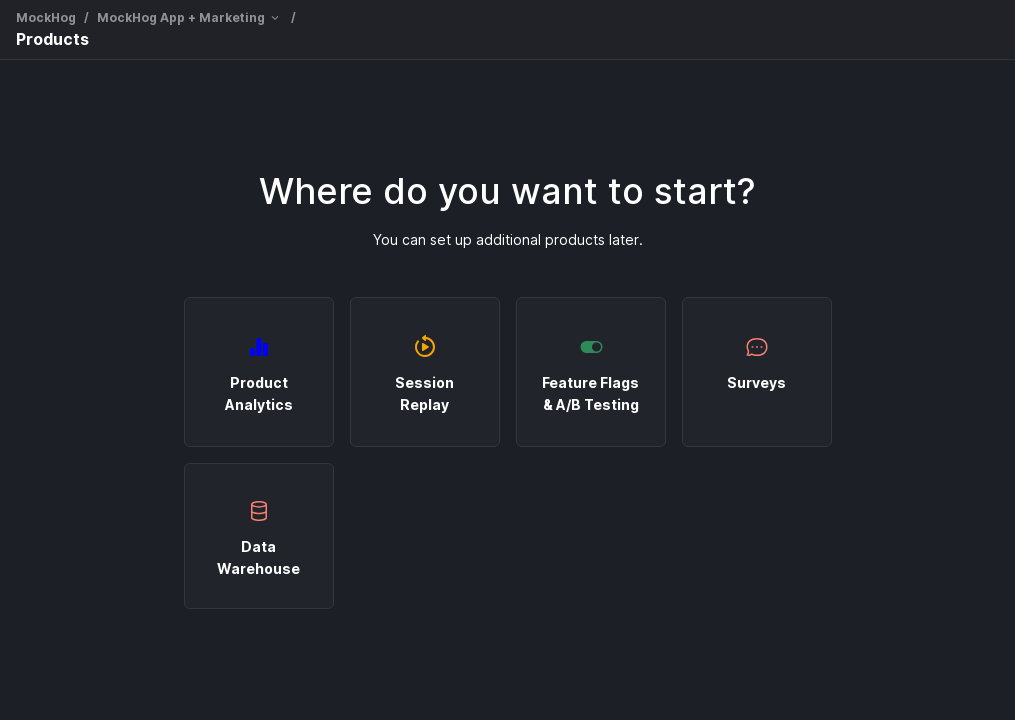 MockHog / MockHog App + Marketing /
Products
Where do you want to start?
You can set up additional products later.
Product
Analytics
Session
Replay
Feature Flags
& A/B Testing
Surveys
Data
Warehouse